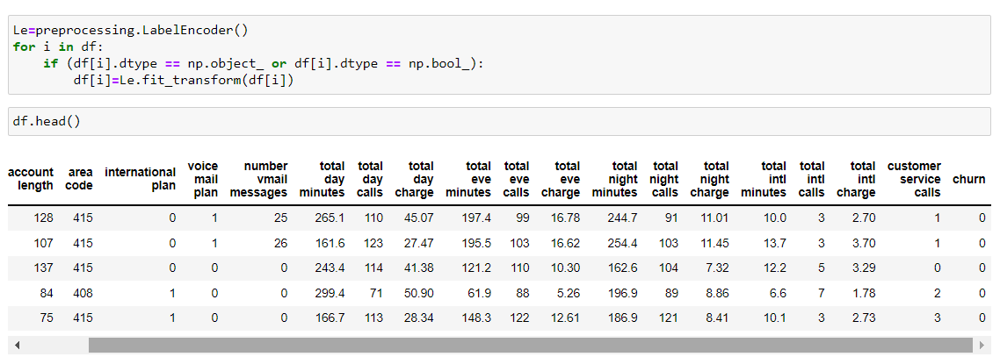 Le=preprocessing.LabelEncoder()
for i in df:
    if (df[i].dtype == np.object_ or df[i].dtype == np.bool_):
        df[i]=Le.fit_transform(df[i])
df.head()
account length area code international plan voice mail plan number vmail messages total day minutes total day calls total day charge total eve minutes total eve calls total eve charge total night minutes total night calls total night charge total intl minutes total intl calls total intl charge customer service calls churn
128 415 0 1 25 265.1 110 45.07 197.4 99 16.78 244.7 91 11.01 10.0 3 2.70 1 0
107 415 0 1 26 161.6 123 27.47 195.5 103 16.62 254.4 103 11.45 13.7 3 3.70 1 0
137 415 0 0 0 243.4 114 41.38 121.2 110 10.30 162.6 104 7.32 12.2 5 3.29 0 0
84 408 1 0 0 299.4 71 50.90 61.9 88 5.26 196.9 89 8.86 6.6 7 1.78 2 0
75 415 1 0 0 166.7 113 28.34 148.3 122 12.61 186.9 121 8.41 10.1 3 2.73 3 0